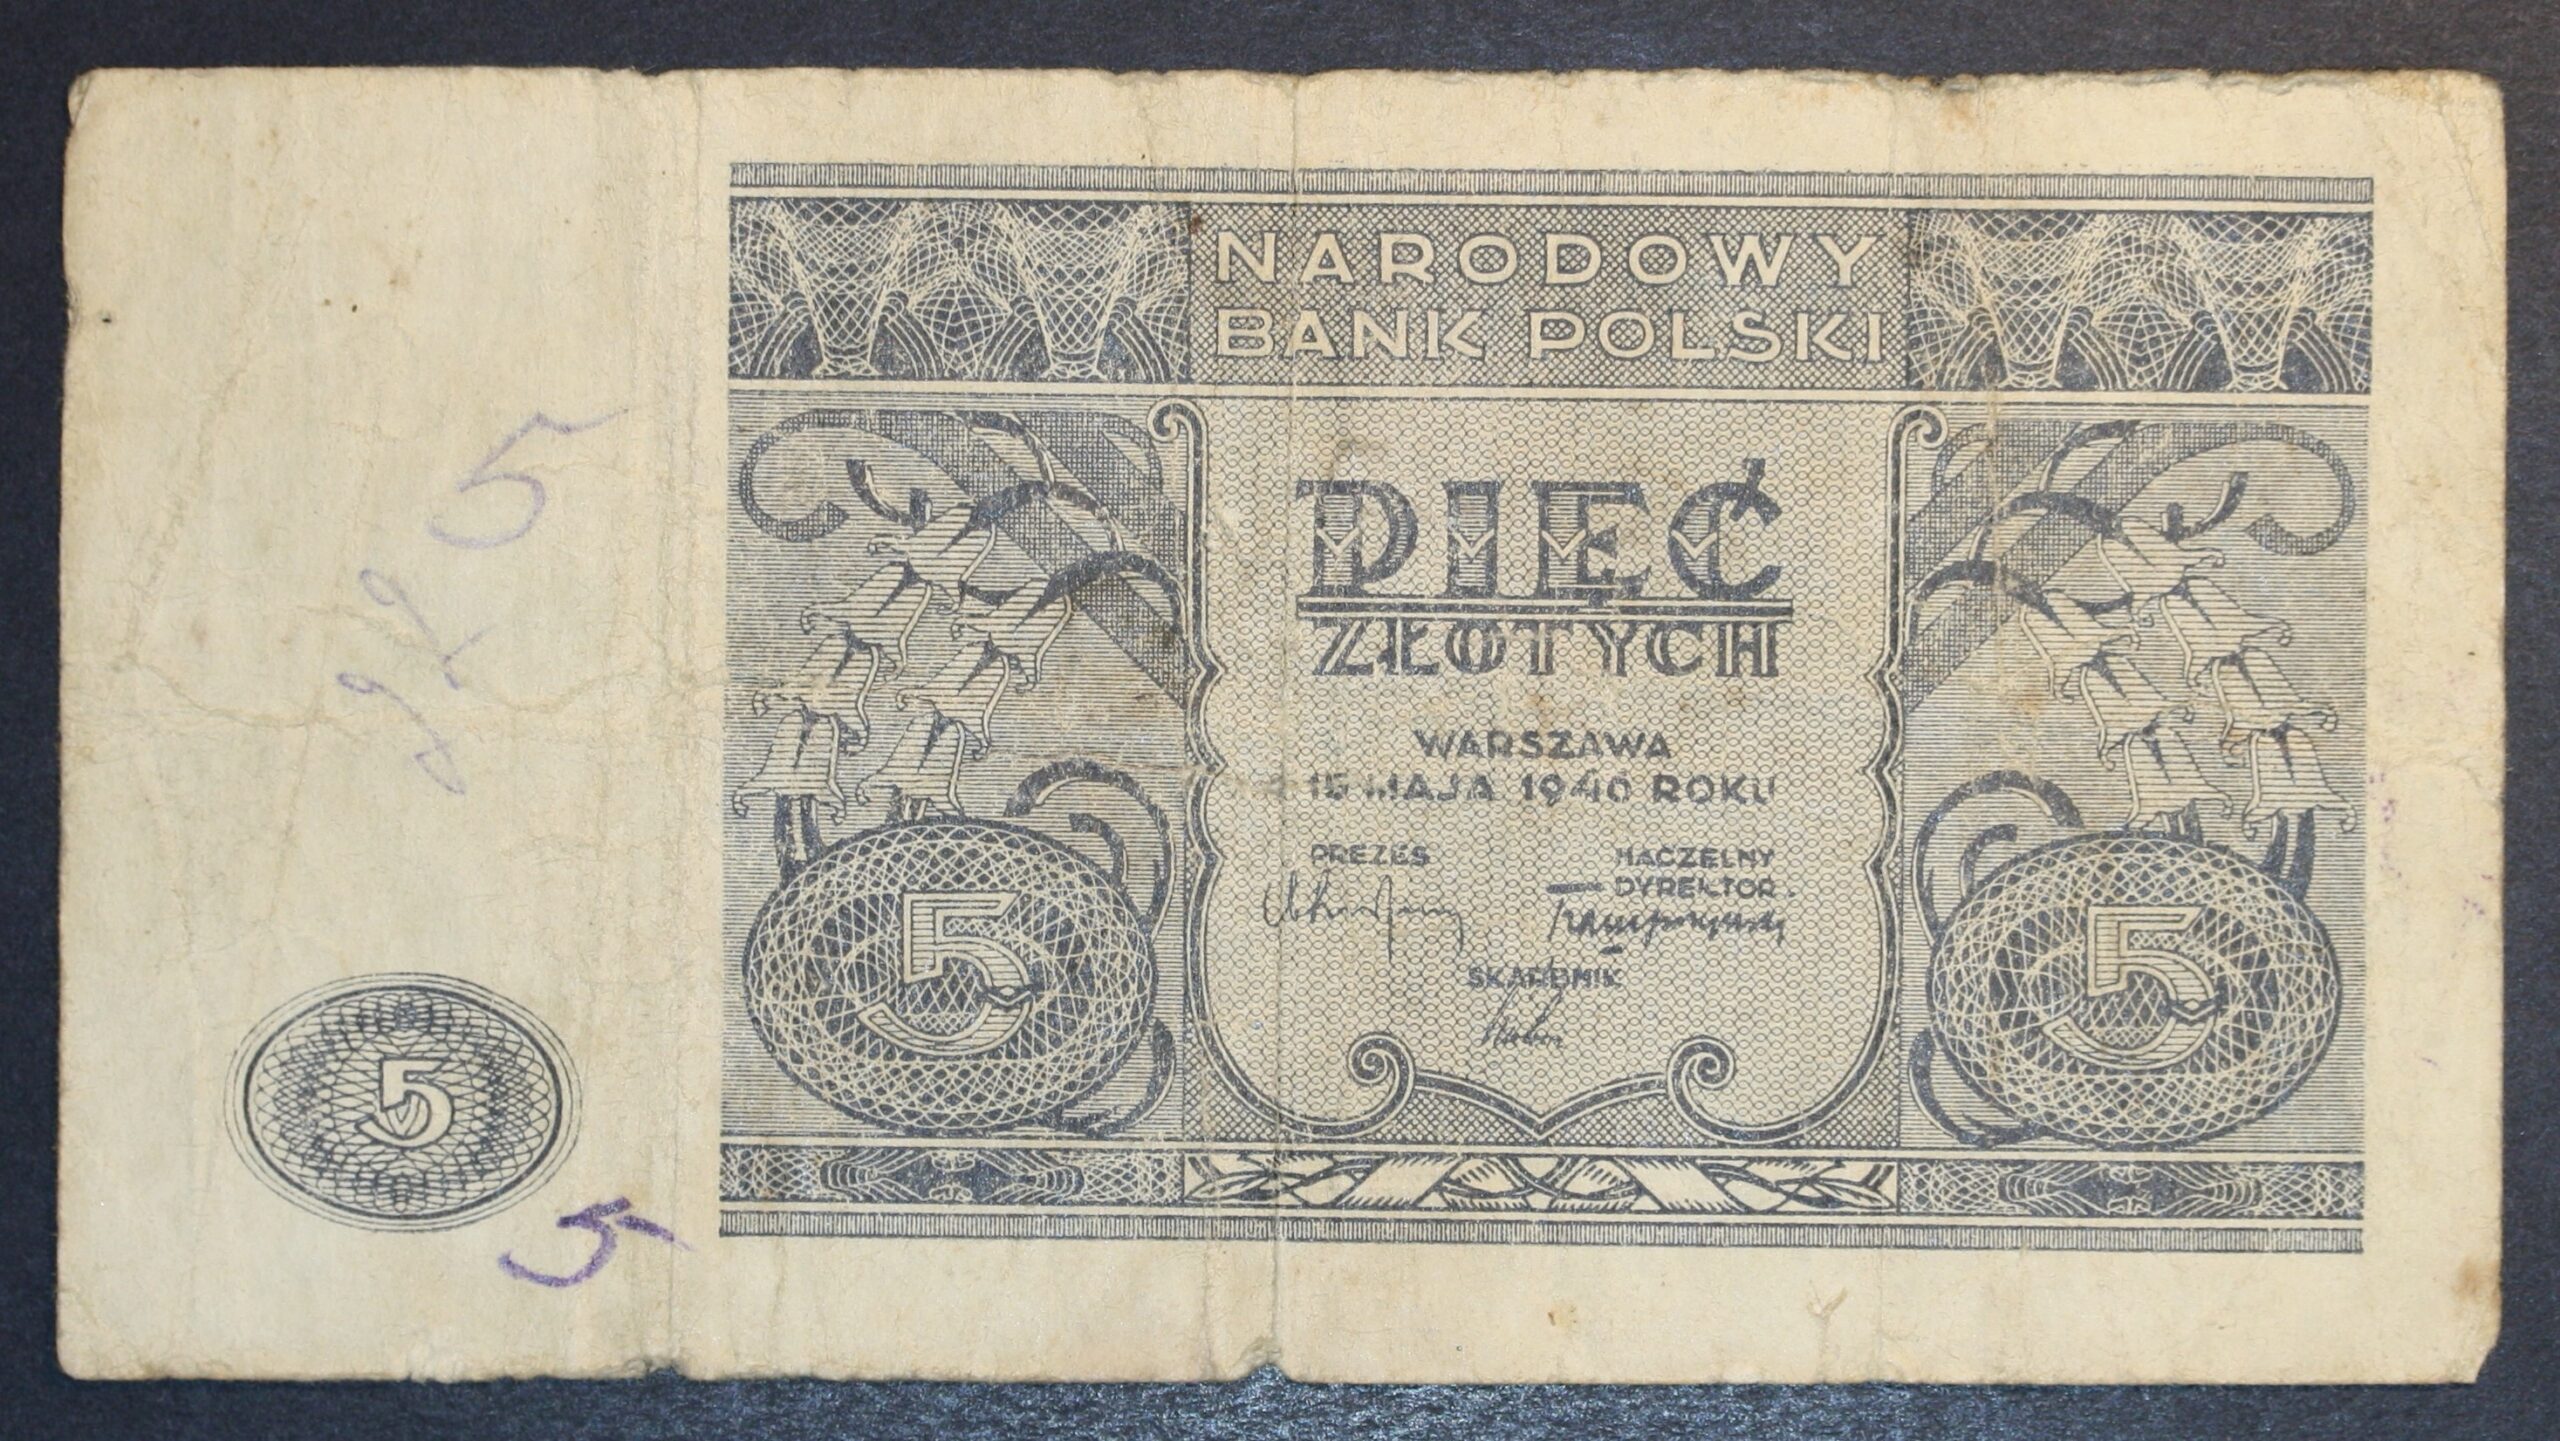 NARODOWY
BANK POLSKI
PIĘĆ
ZŁOTYCH
WARSZAWA
15 MAJA 1946 ROKU
PREZES
NACZELNY
DYREKTOR
SKARBNIK
5
5
5
5
5